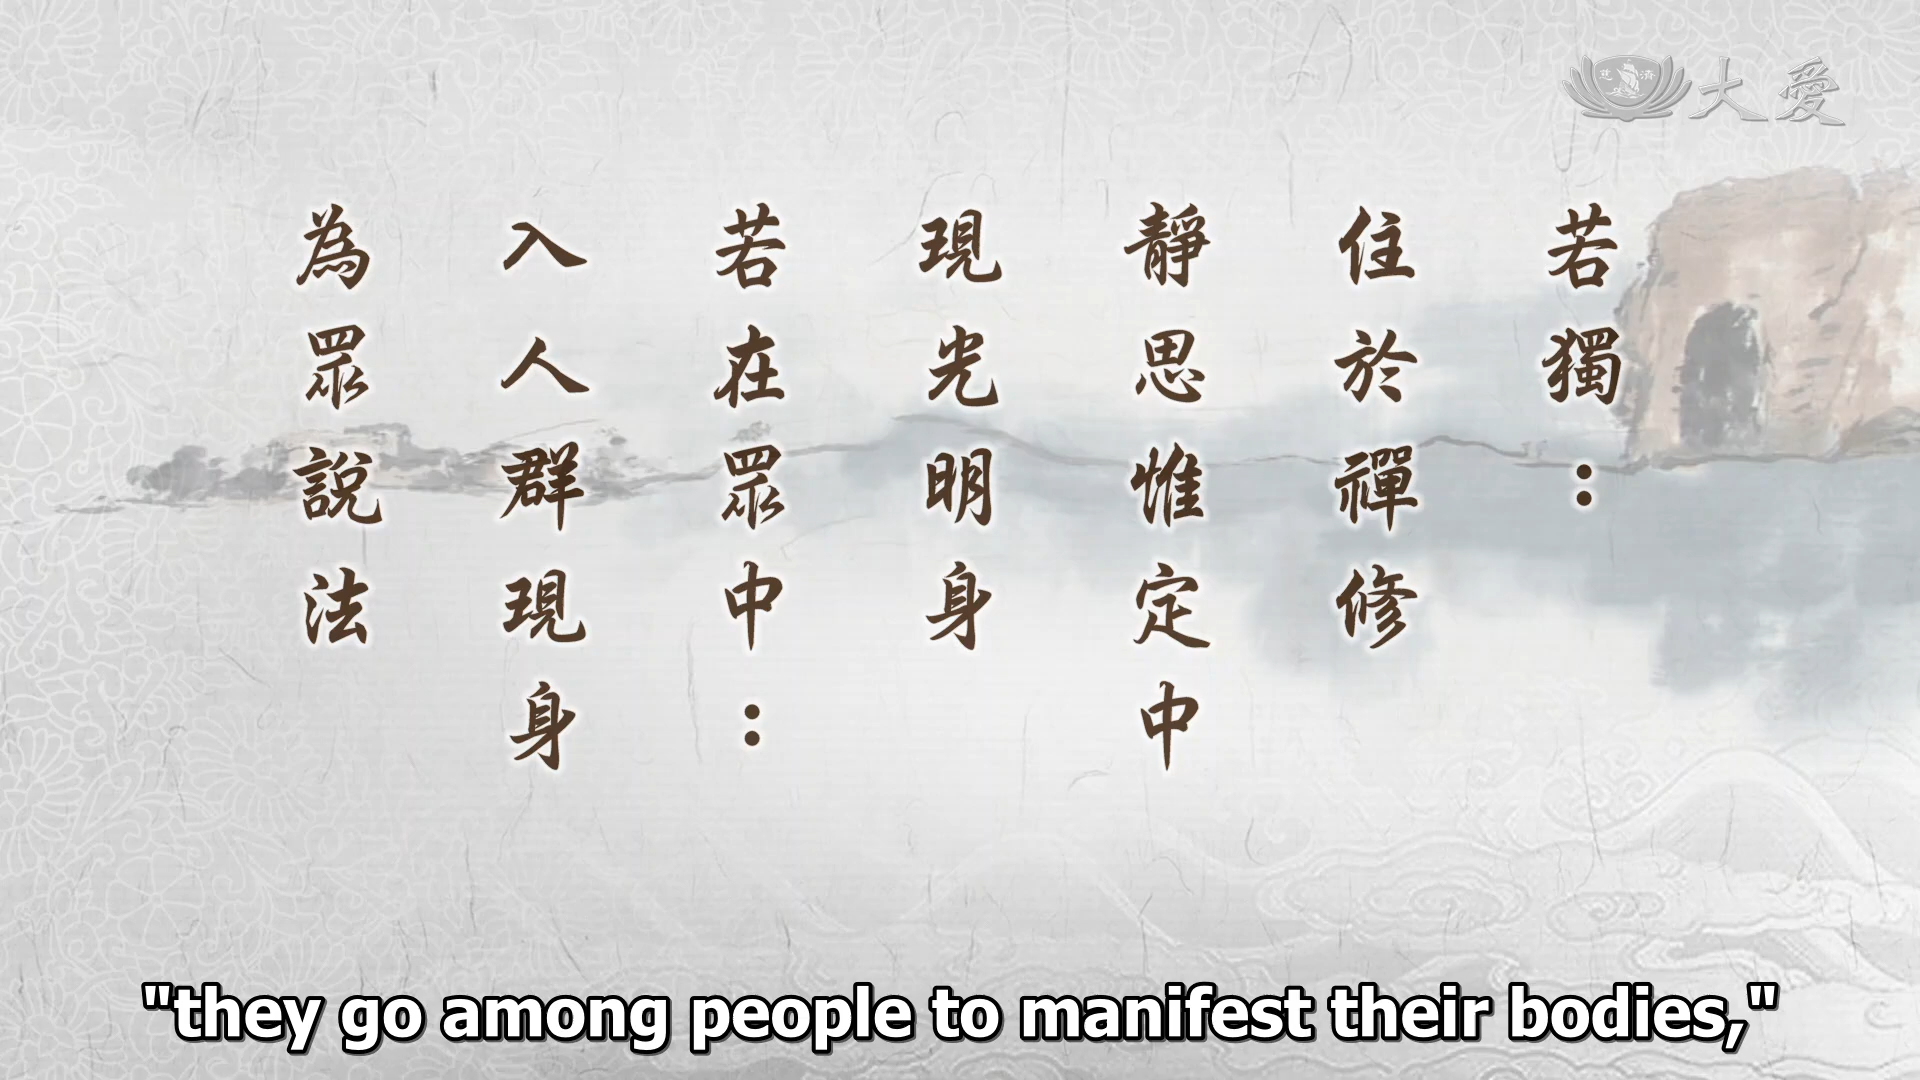 慈濟
大愛
若獨：
住於禪修
靜思惟定中
現光明身
若在眾中：
入人群現身
為眾說法
"they go among people to manifest their bodies,"